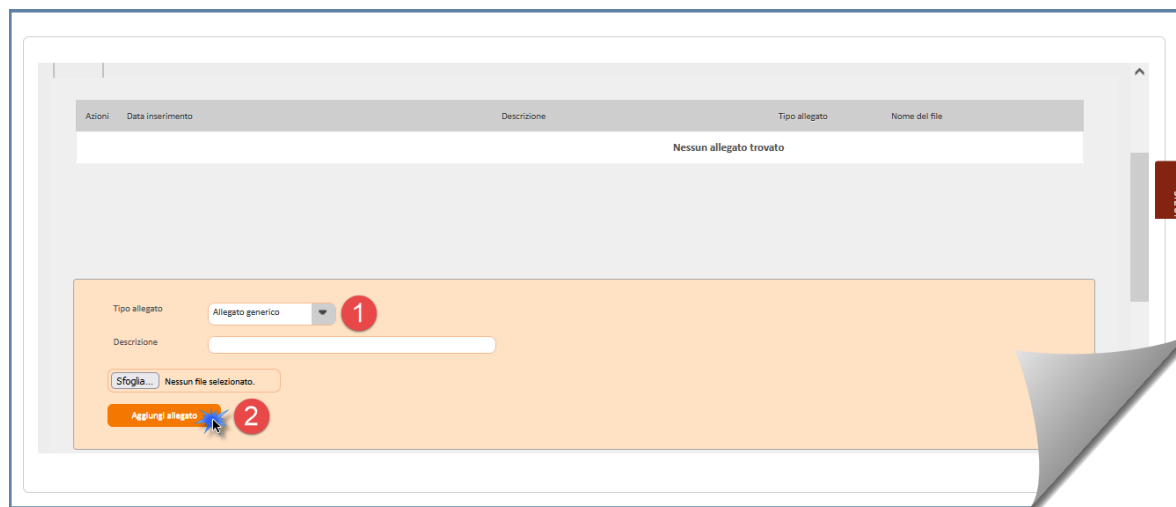 Azioni Data inserimento Descrizione Tipo allegato Nome del file
Nessun allegato trovato
Tipo allegato Allegato generico 1
Descrizione
Sfoglia... Nessun file selezionato.
Aggiungi allegato 2